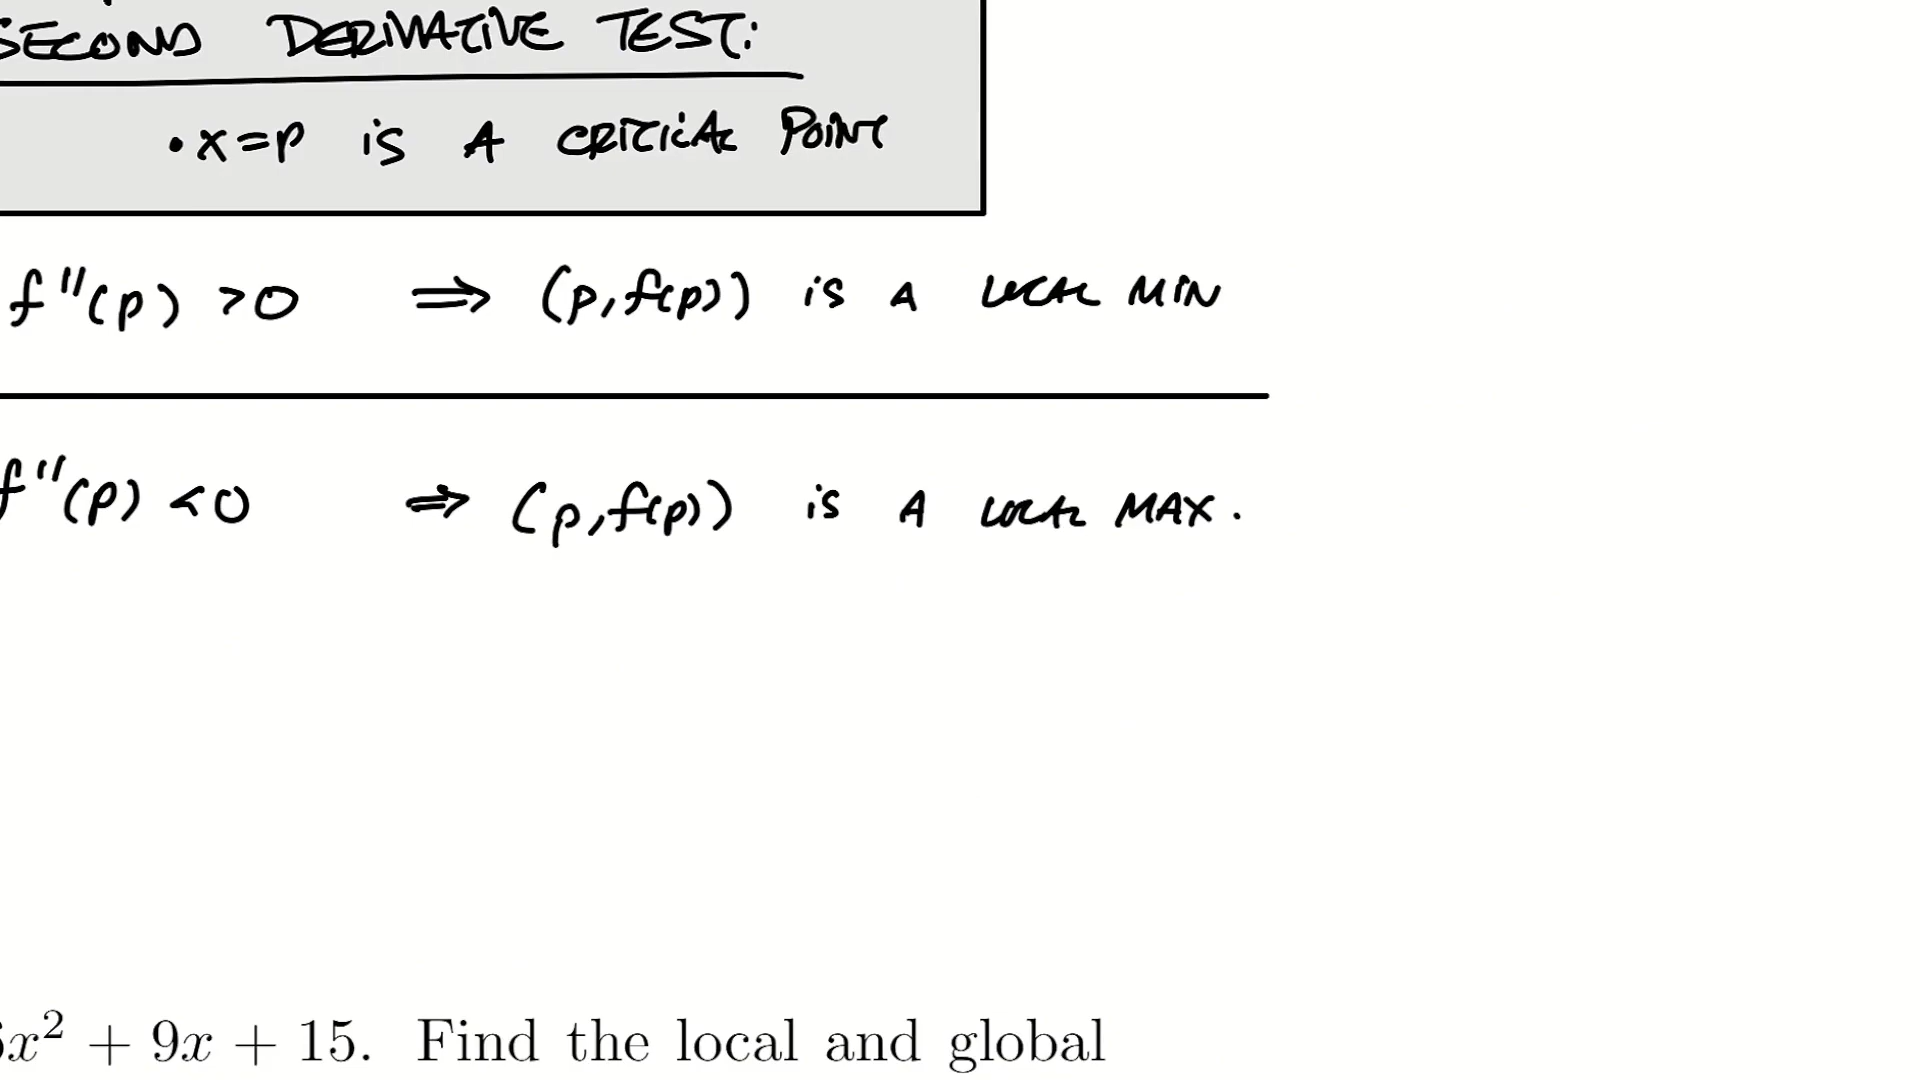 SECOND DERIVATIVE TEST:
• x=p is A CRITICAL POINT
f''(p) >0 ⟹ (p, f(p)) is A LOCAL MIN
f''(p) <0 ⟹ (p, f(p)) is A LOCAL MAX.
x² + 9x + 15. Find the local and global